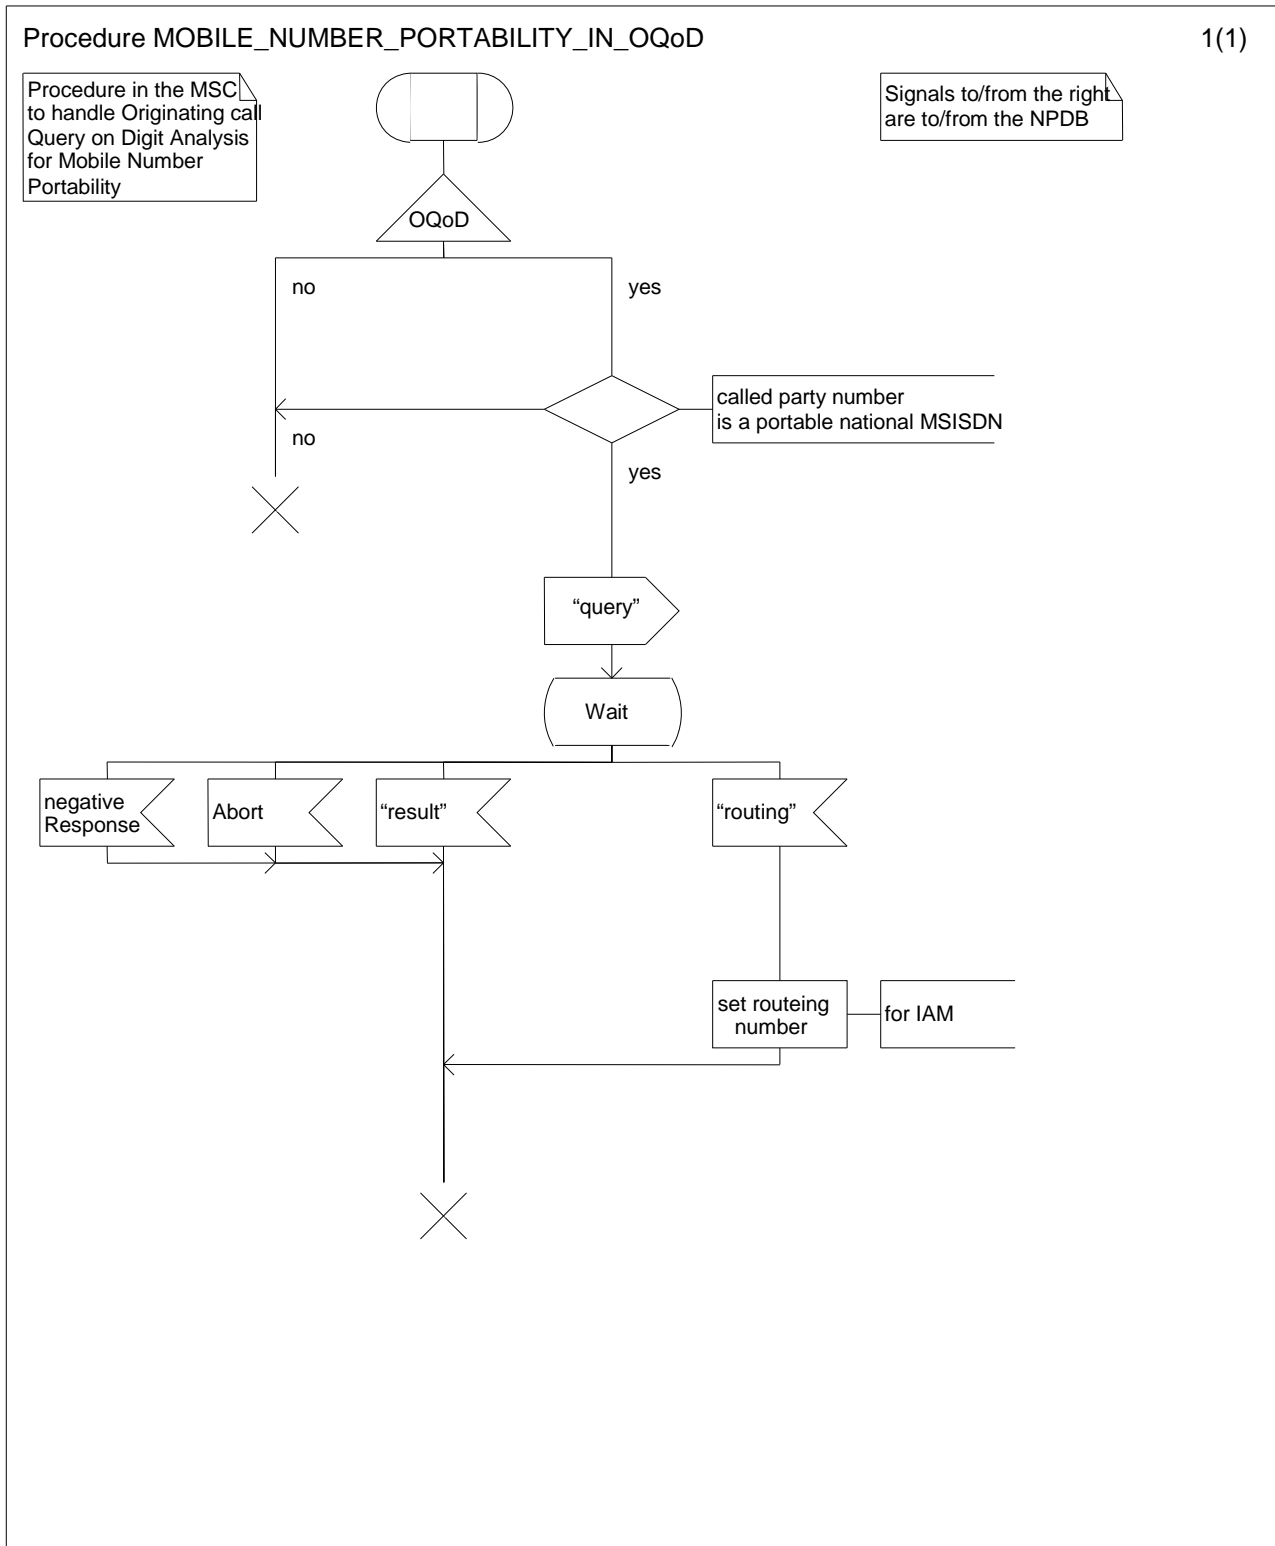 Procedure MOBILE_NUMBER_PORTABILITY_IN_OQoD
1(1)
Procedure in the MSC
to handle Originating call
Query on Digit Analysis
for Mobile Number
Portability
Signals to/from the right
are to/from the NPDB
OQoD
no
yes
called party number
is a portable national MSISDN
no
yes
“query”
Wait
negative
Response
Abort
“result”
“routing”
set routeing
number
for IAM